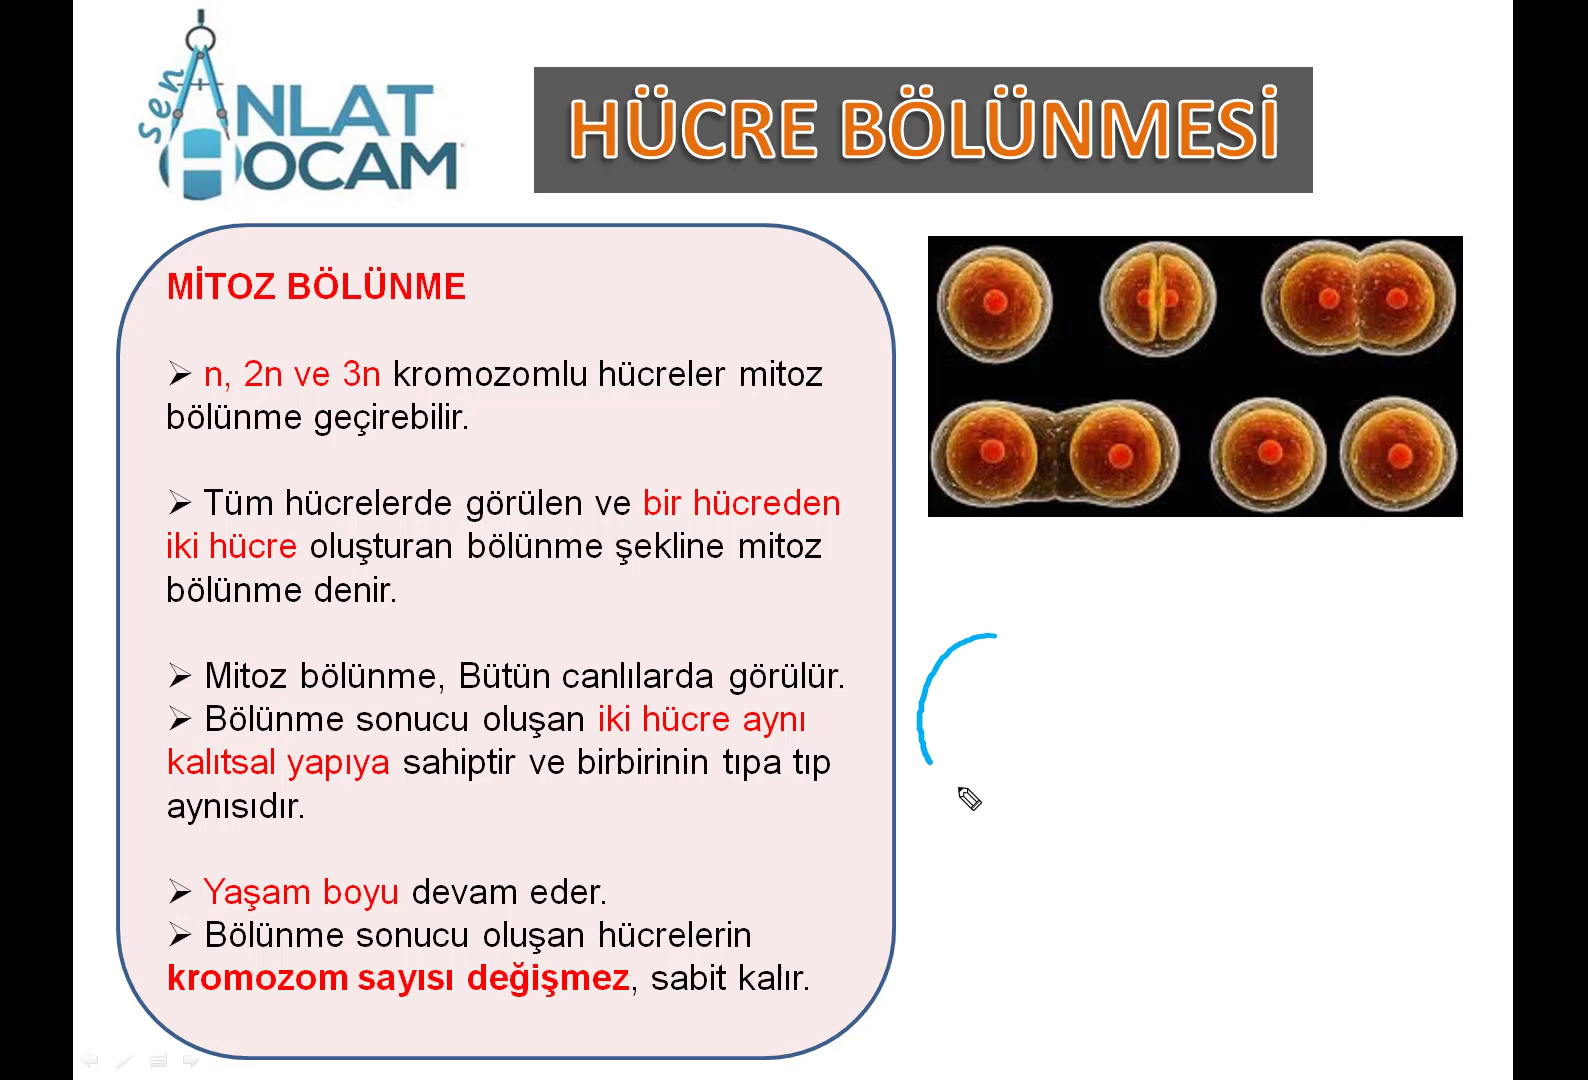 sen
ANLAT
HOCAM
HÜCRE BÖLÜNMESİ
MİTOZ BÖLÜNME
➢ n, 2n ve 3n kromozomlu hücreler mitoz
bölünme geçirebilir.
➢ Tüm hücrelerde görülen ve bir hücreden
iki hücre oluşturan bölünme şekline mitoz
bölünme denir.
➢ Mitoz bölünme, Bütün canlılarda görülür.
➢ Bölünme sonucu oluşan iki hücre aynı
kalıtsal yapıya sahiptir ve birbirinin tıpa tıp
aynısıdır.
➢ Yaşam boyu devam eder.
➢ Bölünme sonucu oluşan hücrelerin
kromozom sayısı değişmez, sabit kalır.